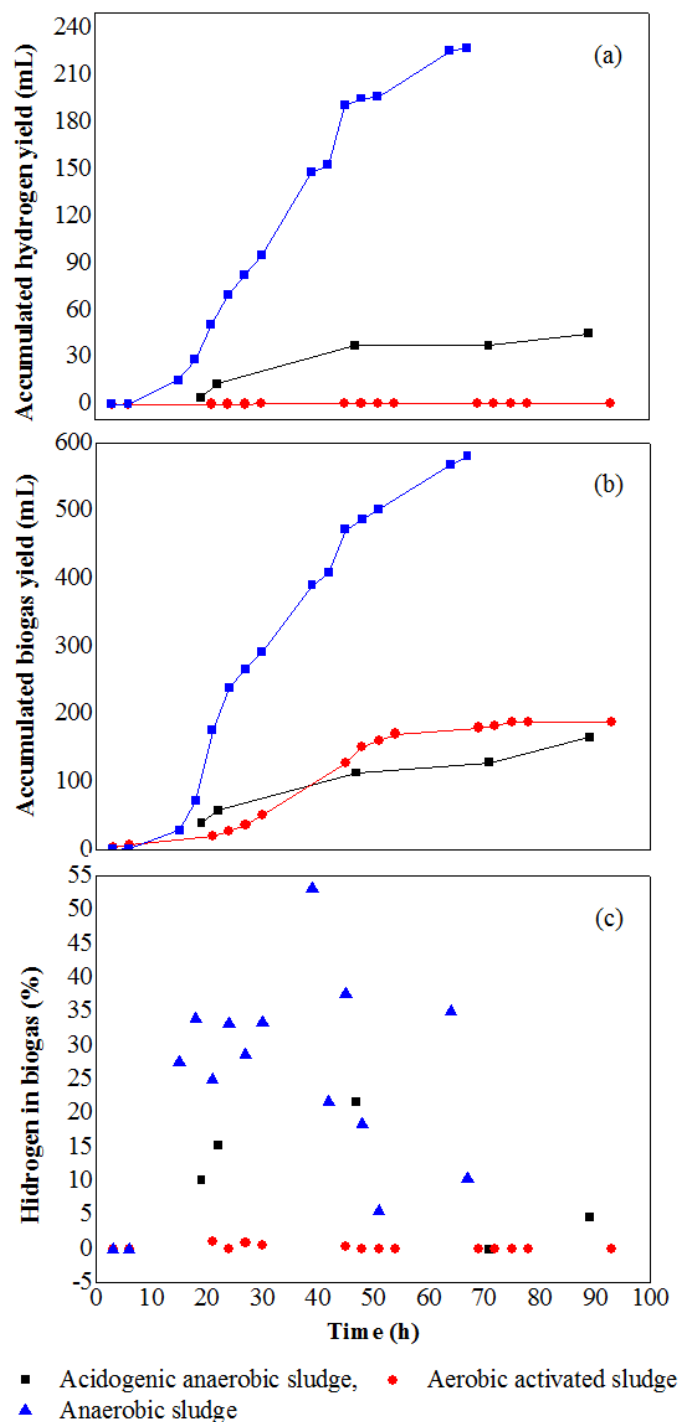 240
210
180
150
120
90
60
30
0
Accumulated hydrogen yield (mL)
(a)
600
500
400
300
200
100
0
Accumulated biogas yield (mL)
(b)
55
50
45
40
35
30
25
20
15
10
5
0
-5
Hidrogen in biogas (%)
(c)
0 10 20 30 40 50 60 70 80 90 100
Time (h)
Acidogenic anaerobic sludge, Aerobic activated sludge
Anaerobic sludge